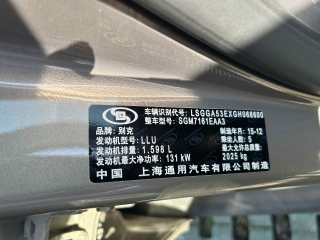 车辆识别代号: LSGGA53EXGH068600
整车型号: SGM7161EAA3
品牌: 别克
制造年月: 15-12
发动机型号: LLU
乘坐人数: 5
发动机排量: 1.598 L
最大允许总质量
发动机最大净功率: 131 kW
2025 kg
中国 上海通用汽车有限公司制造